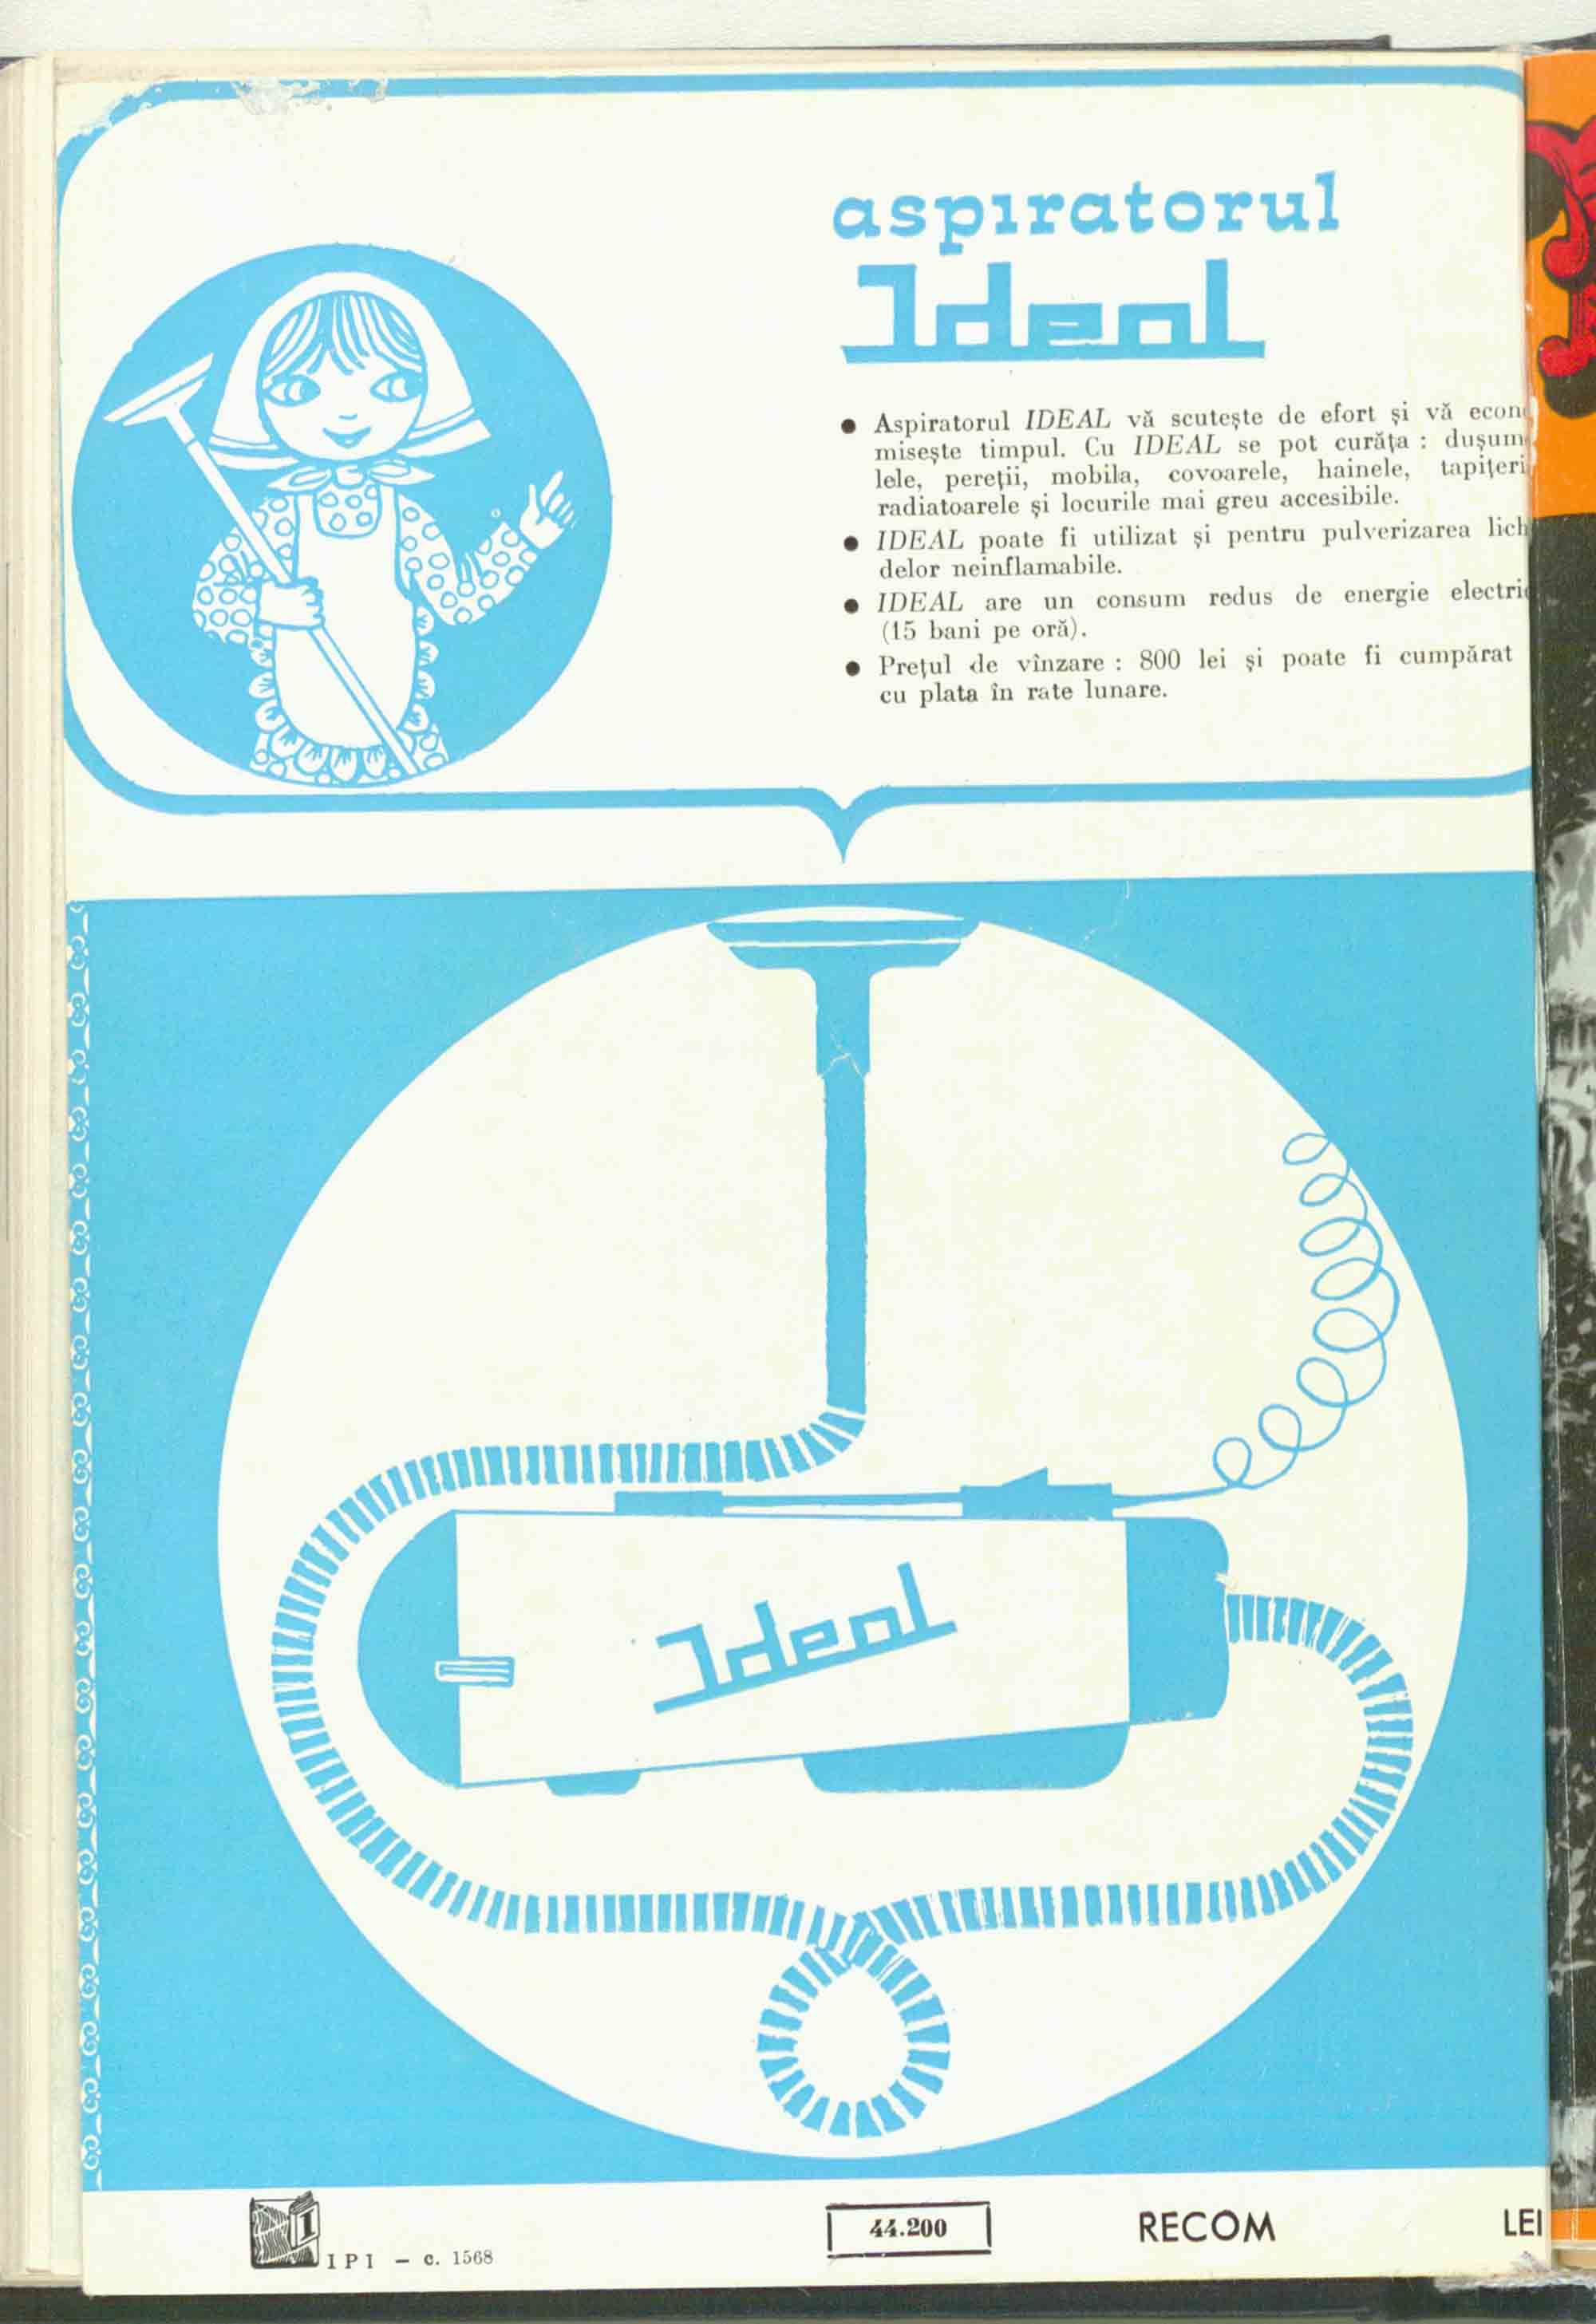 aspiratorul
Ideal
● Aspiratorul IDEAL vă scutește de efort și vă econo
misește timpul. Cu IDEAL se pot curăța : dușume
lele, pereții, mobila, covoarele, hainele, tapițeri
radiatoarele și locurile mai greu accesibile.
● IDEAL poate fi utilizat și pentru pulverizarea lich
delor neinflamabile.
● IDEAL are un consum redus de energie electric
(15 bani pe oră).
● Prețul de vînzare : 800 lei și poate fi cumpărat
cu plata în rate lunare.
Ideal
IPI – c. 1568
44.200
RECOM
LEI